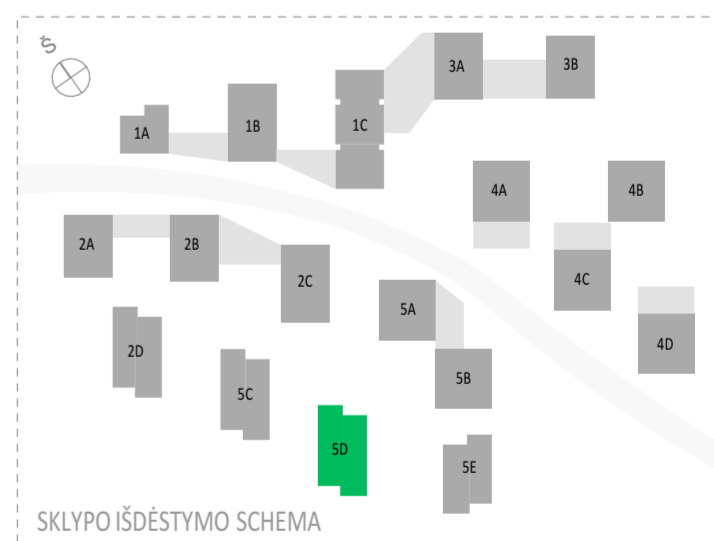 Š
3A
3B
1A
1B
1C
4A
4B
2A
2B
2C
4C
5A
4D
2D
5B
5C
5D
5E
SKLYPO IŠDĖSTYMO SCHEMA